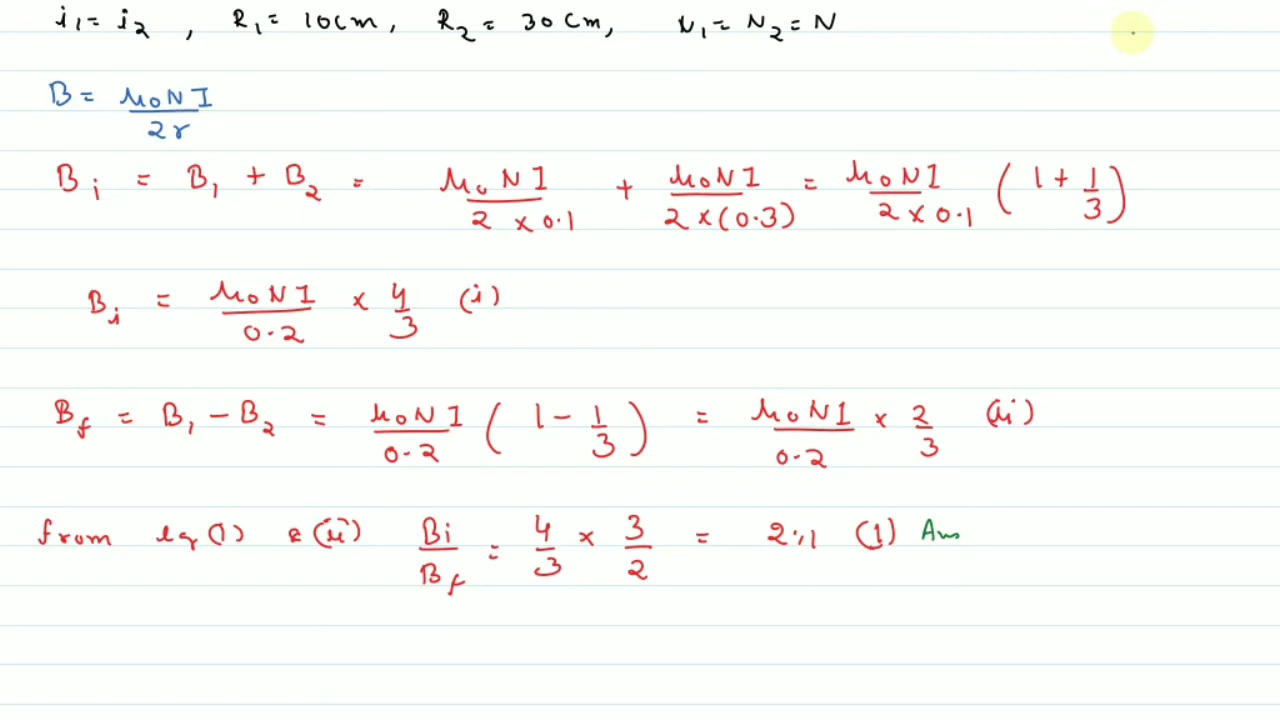 i₁ = i₂ , R₁ = 10cm, R₂ = 30 cm, N₁ = N₂ = N
B = μ₀NI / 2r
Bᵢ = B₁ + B₂ = μ₀NI / 2 × 0.1 + μ₀NI / 2 × (0.3) = μ₀NI / 2 × 0.1 (1 + 1/3)
Bᵢ = μ₀NI / 0.2 × 4/3 (i)
B_f = B₁ − B₂ = μ₀NI / 0.2 (1 − 1/3) = μ₀NI / 0.2 × 2/3 (ii)
from eq (1) & (ii) Bi / B_f = 4/3 × 3/2 = 2:1 (1) Ans